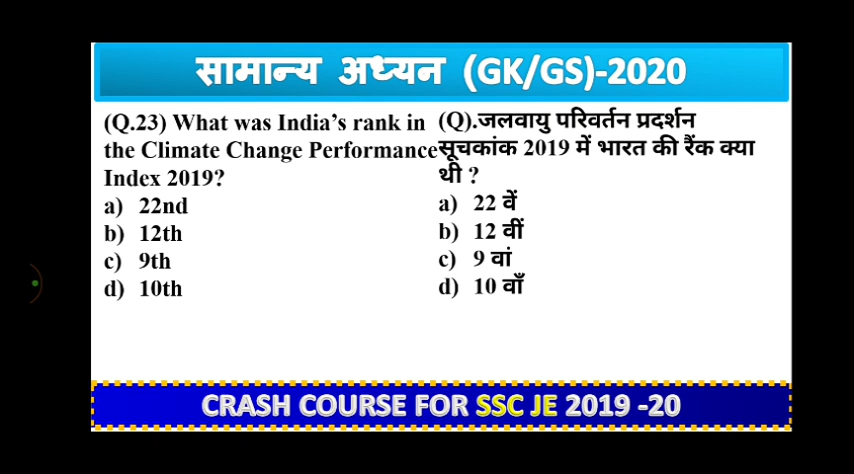 सामान्य अध्यन (GK/GS)-2020
(Q.23) What was India's rank in
the Climate Change Performance
Index 2019?
a) 22nd
b) 12th
c) 9th
d) 10th
(Q).जलवायु परिवर्तन प्रदर्शन
सूचकांक 2019 में भारत की रैंक क्या
थी ?
a) 22 वें
b) 12 वीं
c) 9 वां
d) 10 वाँ
CRASH COURSE FOR SSC JE 2019 -20